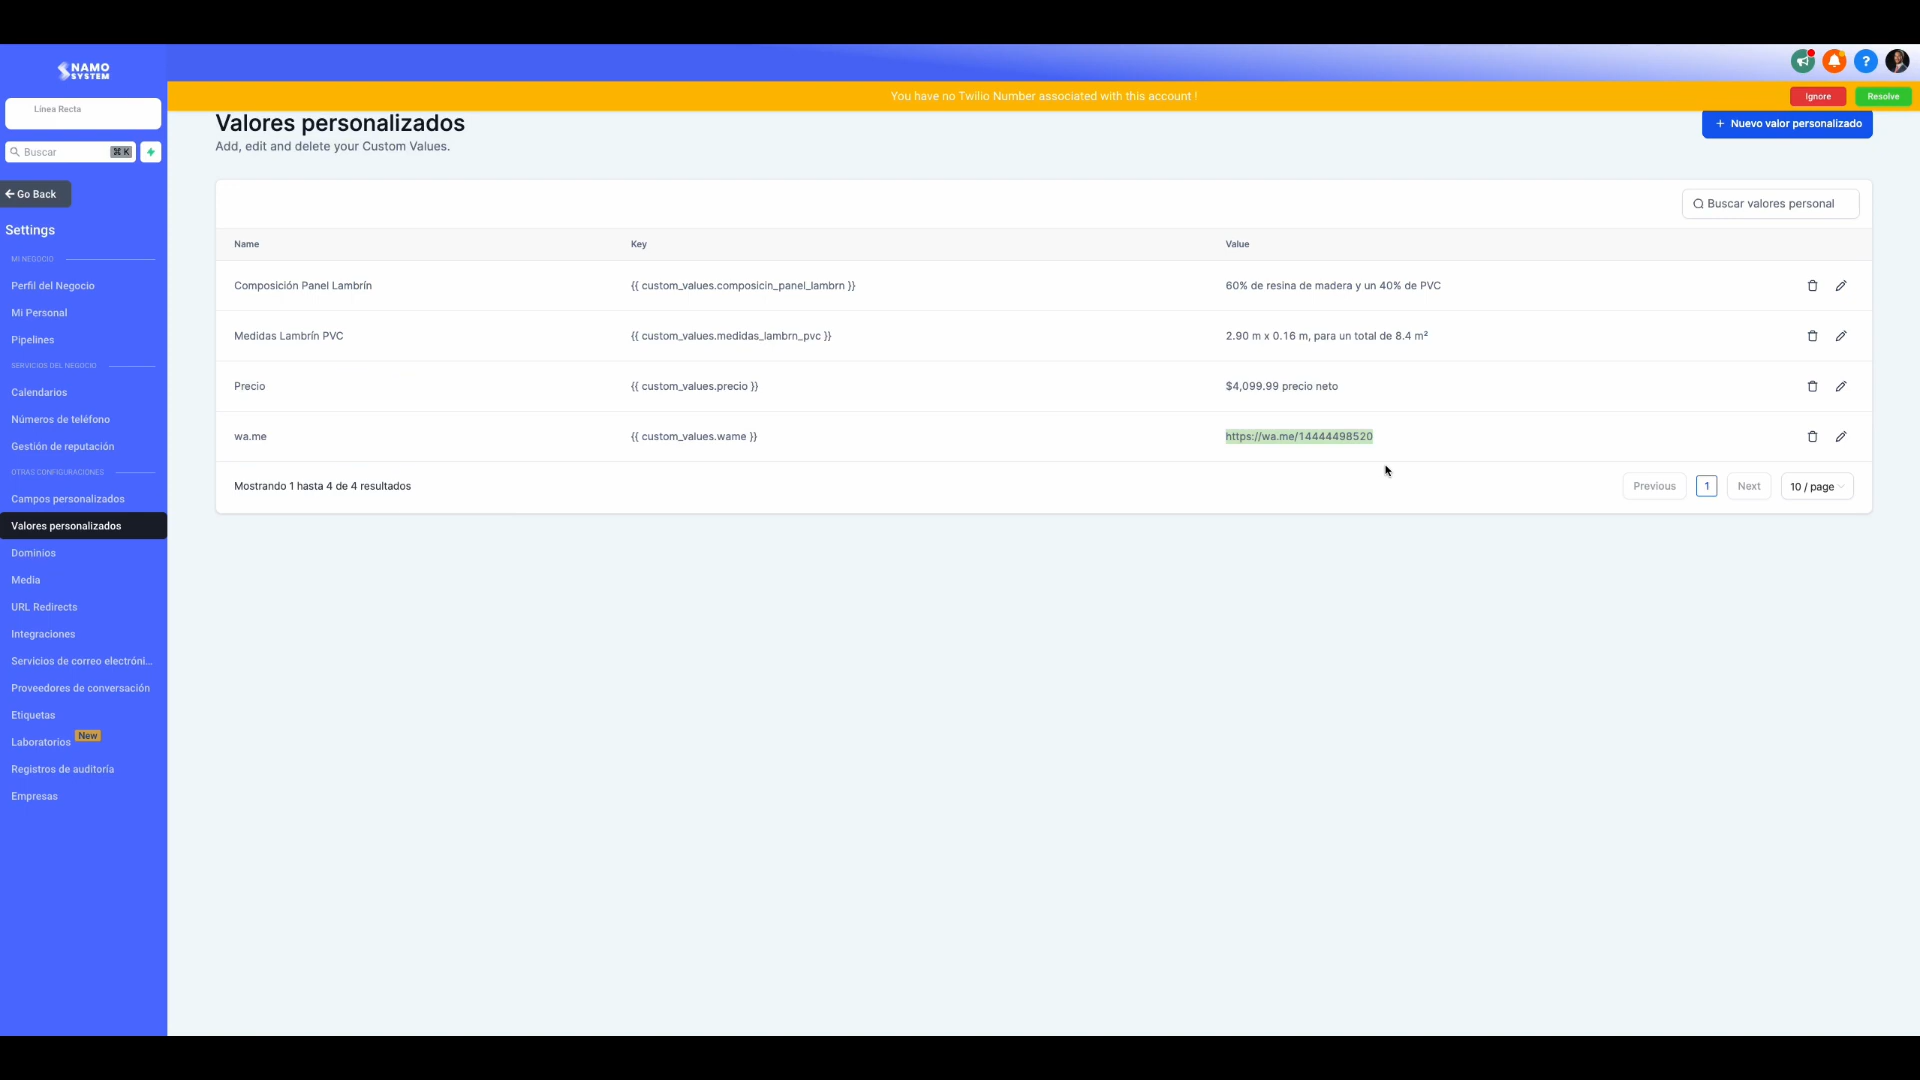 NAMO
SYSTEM
Línea Recta
Buscar
⌘ K
Go Back
Settings
MI NEGOCIO
Perfil del Negocio
Mi Personal
Pipelines
SERVICIOS DEL NEGOCIO
Calendarios
Números de teléfono
Gestión de reputación
OTRAS CONFIGURACIONES
Campos personalizados
Valores personalizados
Dominios
Media
URL Redirects
Integraciones
Servicios de correo electróni...
Proveedores de conversación
Etiquetas
Laboratorios New
Registros de auditoría
Empresas
You have no Twilio Number associated with this account !
Ignore
Resolve
Valores personalizados
Add, edit and delete your Custom Values.
+ Nuevo valor personalizado
Buscar valores personal
Name Key Value
Composición Panel Lambrín {{ custom_values.composicin_panel_lambrn }} 60% de resina de madera y un 40% de PVC
Medidas Lambrín PVC {{ custom_values.medidas_lambrn_pvc }} 2.90 m x 0.16 m, para un total de 8.4 m²
Precio {{ custom_values.precio }} $4,099.99 precio neto
wa.me {{ custom_values.wame }} https://wa.me/14444498520
Mostrando 1 hasta 4 de 4 resultados
Previous 1 Next 10 / page